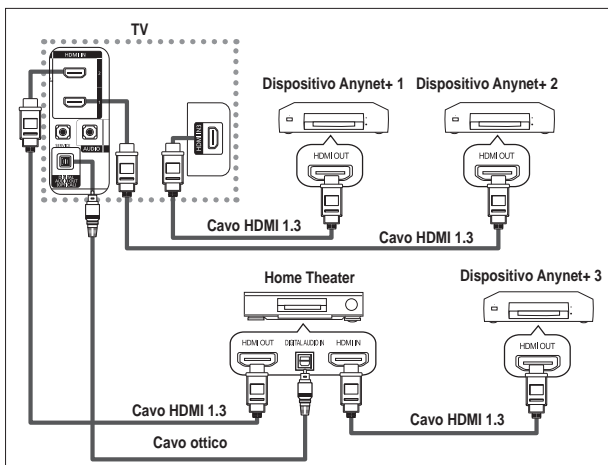 TV
HDMI IN
Dispositivo Anynet+ 1
Dispositivo Anynet+ 2
AUDIO
HDMI IN
HDMI OUT
HDMI OUT
Cavo HDMI 1.3
Cavo HDMI 1.3
Home Theater
Dispositivo Anynet+ 3
HDMI OUT
DIGITAL AUDIO IN
HDMI IN
HDMI OUT
Cavo HDMI 1.3
Cavo HDMI 1.3
Cavo ottico